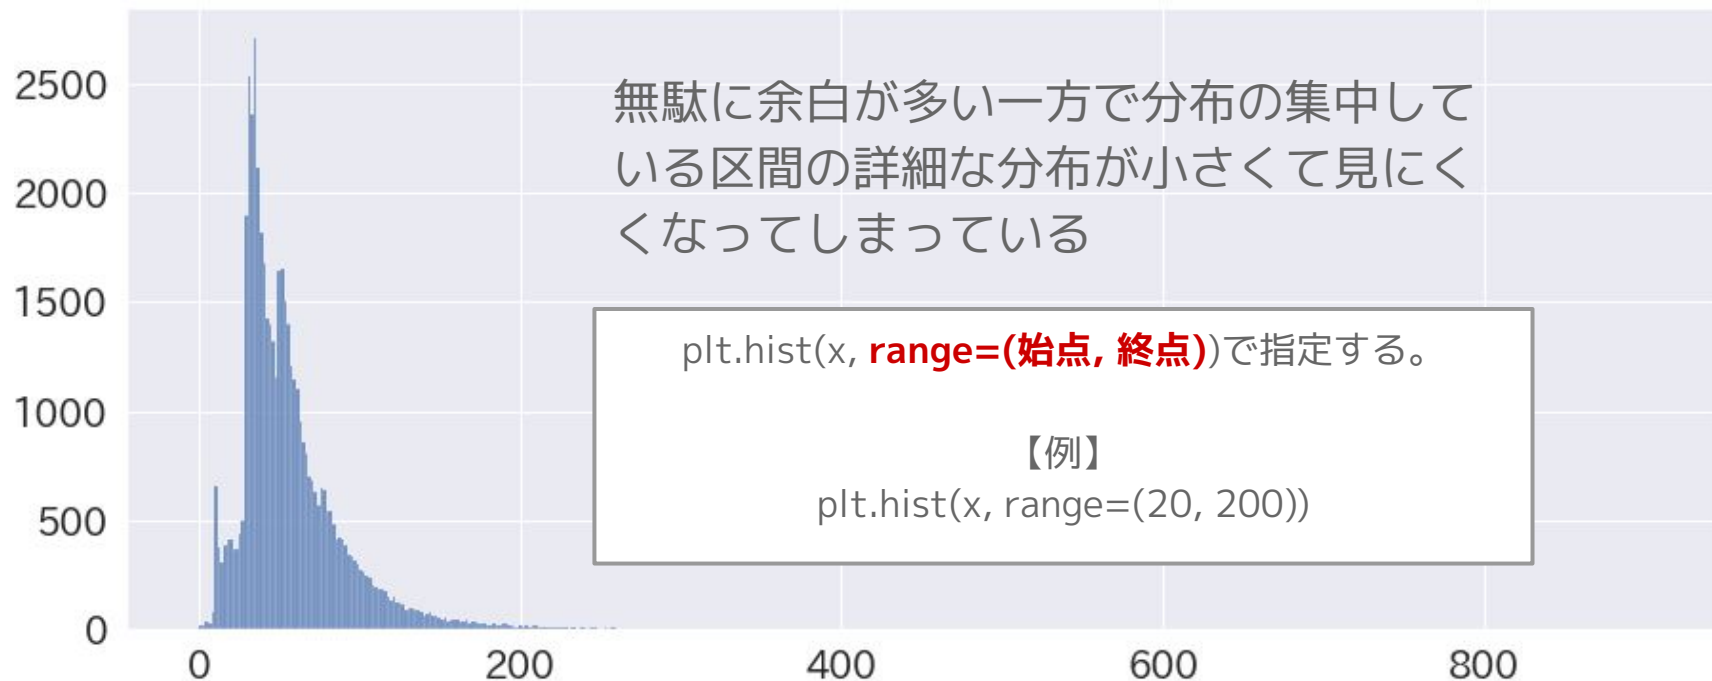 2500
2000
1500
1000
500
0
0
200
400
600
800
無駄に余白が多い一方で分布の集中して
いる区間の詳細な分布が小さくて見にく
くなってしまっている
plt.hist(x, range=(始点, 終点))で指定する。
【例】
plt.hist(x, range=(20, 200))